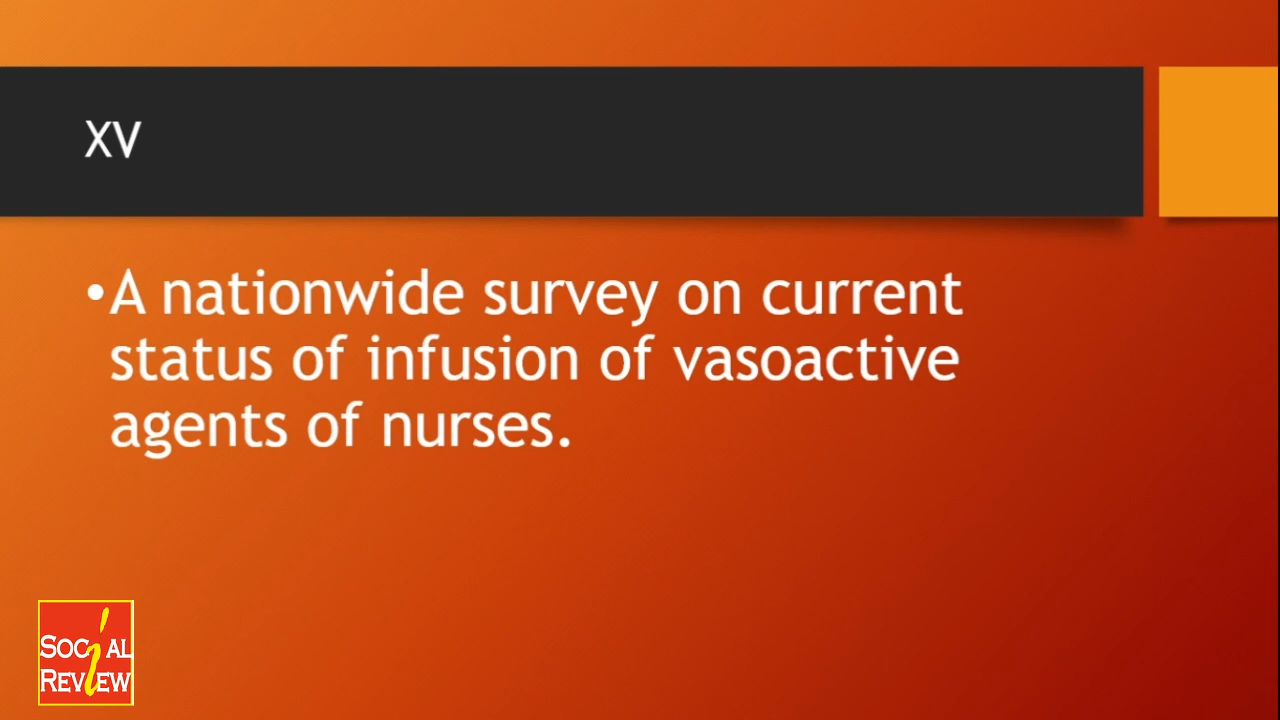 XV
•A nationwide survey on current
status of infusion of vasoactive
agents of nurses.
SOCiAL
REViEW